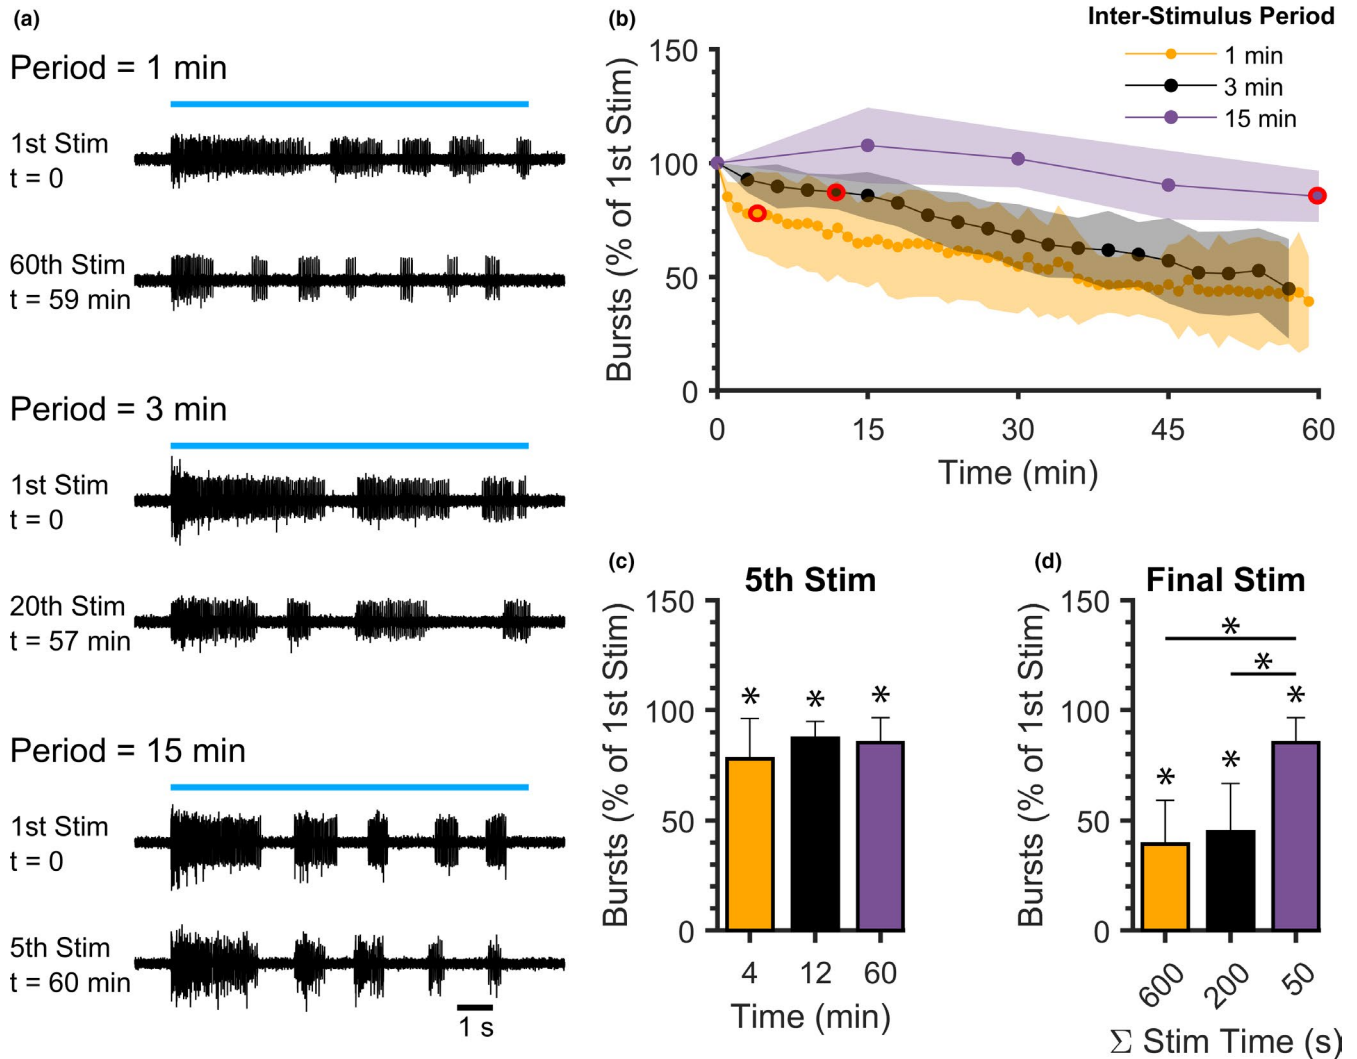 (a)
Period = 1 min
1st Stim
t = 0
60th Stim
t = 59 min
Period = 3 min
1st Stim
t = 0
20th Stim
t = 57 min
Period = 15 min
1st Stim
t = 0
5th Stim
t = 60 min
1 s
(b)
Inter-Stimulus Period
1 min
3 min
15 min
Bursts (% of 1st Stim)
150
100
50
0
0 15 30 45 60
Time (min)
(c)
5th Stim
Bursts (% of 1st Stim)
150
100
50
0
* * *
4 12 60
Time (min)
(d)
Final Stim
Bursts (% of 1st Stim)
150
100
50
0
*
*
*
*
*
600 200 50
Σ Stim Time (s)